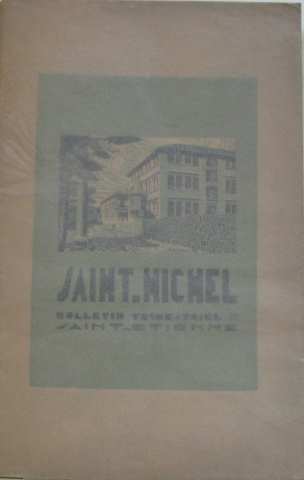 SAINT-MICHEL
BULLETIN TRIMESTRIEL
SAINT-ETIENNE